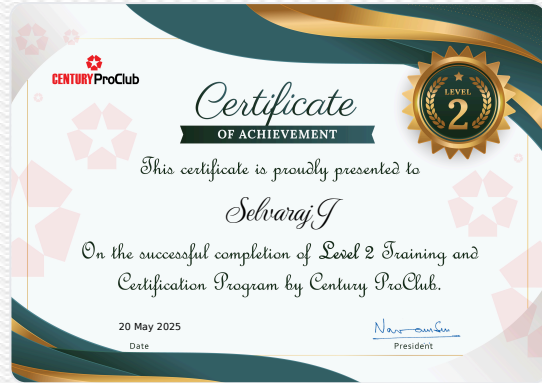 CENTURY ProClub
LEVEL
2
Certificate
OF ACHIEVEMENT
This certificate is proudly presented to
Selvaraj J
On the successful completion of Level 2 Training and
Certification Program by Century ProClub.
20 May 2025
Date
President